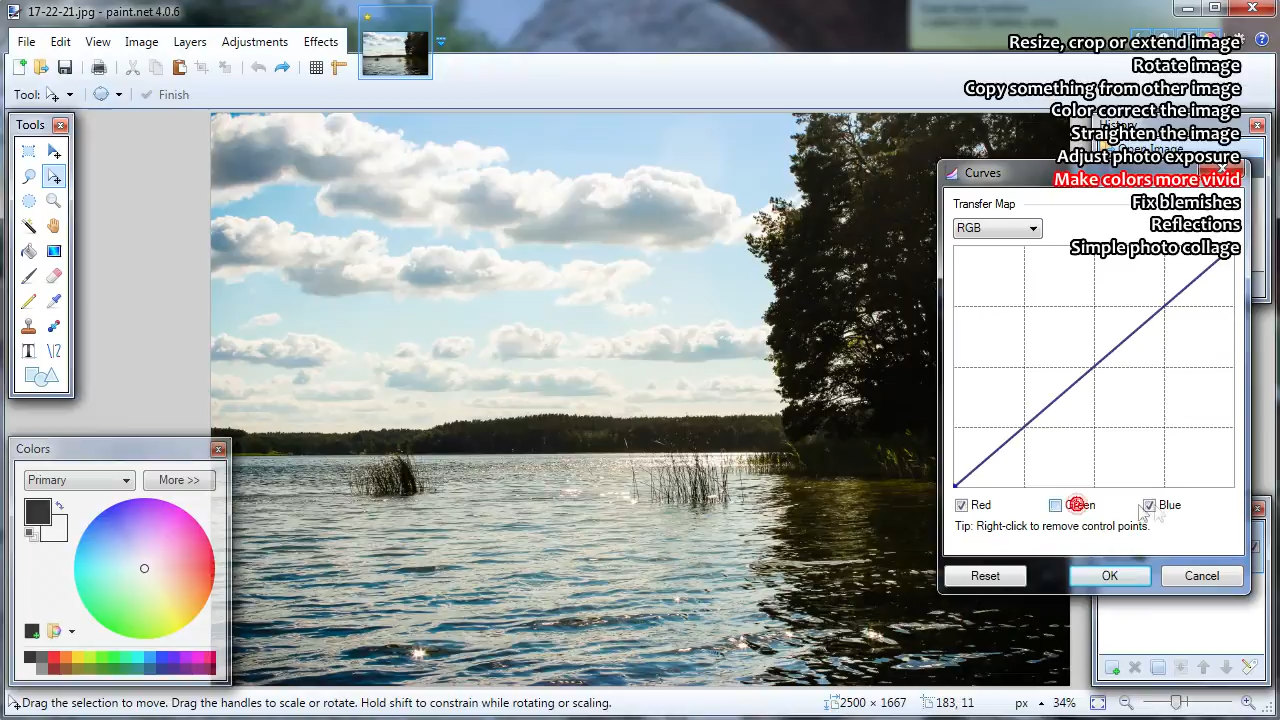 17-22-21.jpg - paint.net 4.0.6
File Edit View Image Layers Adjustments Effects
Tool: Finish
Resize, crop or extend image
Rotate image
Copy something from other image
Color correct the image
Straighten the image
Adjust photo exposure
Make colors more vivid
Fix blemishes
Reflections
Simple photo collage
Tools
History
Open Image
Curves
Transfer Map
RGB
Red Green Blue
Tip: Right-click to remove control points.
Reset OK Cancel
Colors
Primary More >>
Drag the selection to move. Drag the handles to scale or rotate. Hold shift to constrain while rotating or scaling. 2500 × 1667 183, 11 px 34%